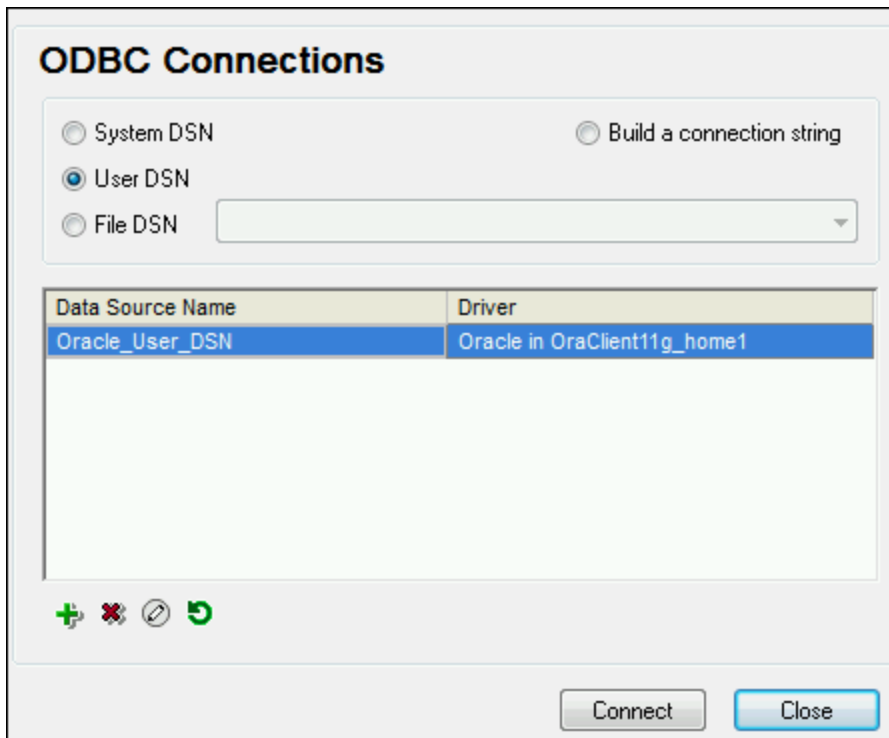 ODBC Connections
System DSN
Build a connection string
User DSN
File DSN
Data Source Name Driver
Oracle_User_DSN Oracle in OraClient11g_home1
Connect Close